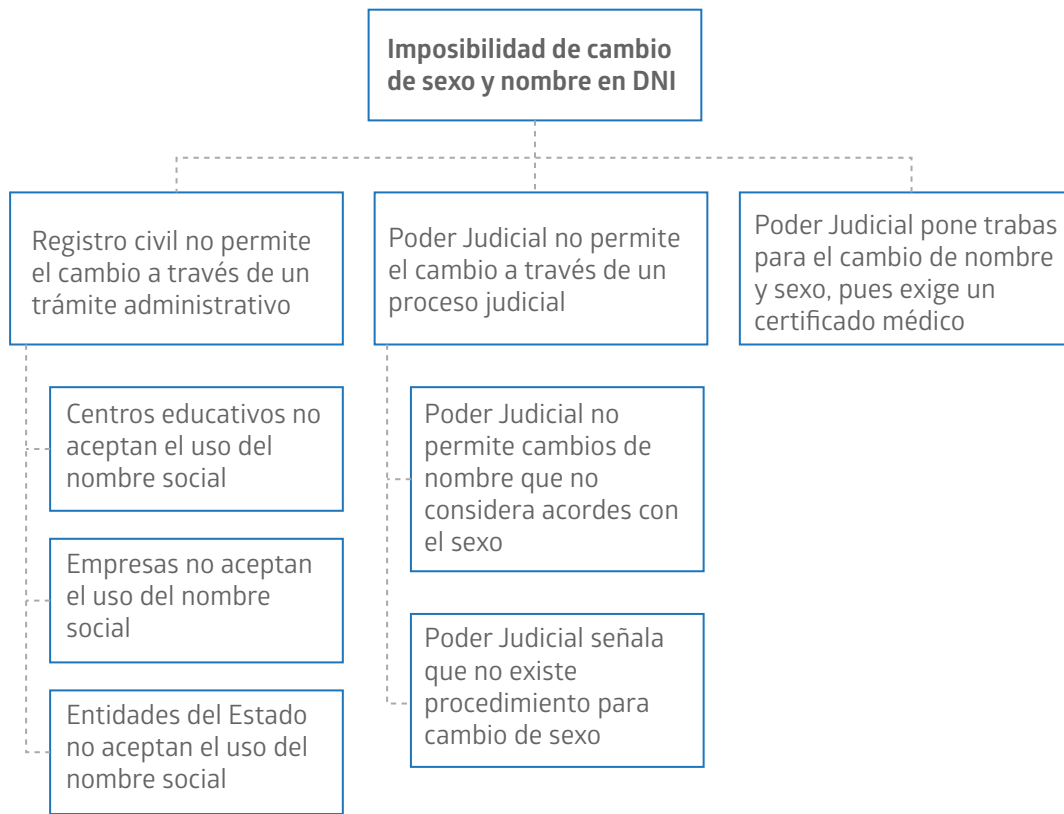 Imposibilidad de cambio
de sexo y nombre en DNI
Registro civil no permite
el cambio a través de un
trámite administrativo
Centros educativos no
aceptan el uso del
nombre social
Empresas no aceptan
el uso del nombre
social
Entidades del Estado
no aceptan el uso del
nombre social
Poder Judicial no permite
el cambio a través de un
proceso judicial
Poder Judicial no
permite cambios de
nombre que no
considera acordes con
el sexo
Poder Judicial señala
que no existe
procedimiento para
cambio de sexo
Poder Judicial pone trabas
para el cambio de nombre
y sexo, pues exige un
certificado médico